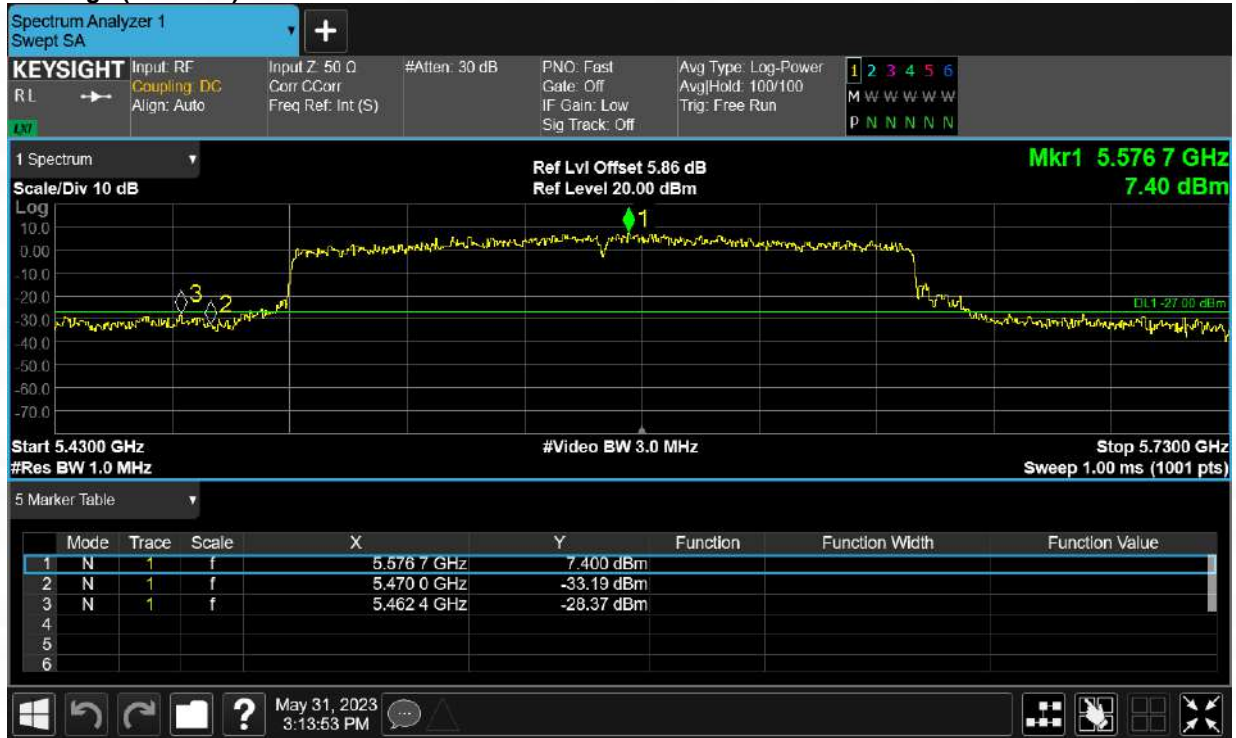 Spectrum Analyzer 1
Swept SA
+
KEYSIGHT Input: RF Input Z: 50 Ω #Atten: 30 dB PNO: Fast Avg Type: Log-Power 1 2 3 4 5 6
RL Coupling: DC Corr CCorr Gate: Off Avg|Hold: 100/100 M W W W W W
Align: Auto Freq Ref: Int (S) IF Gain: Low Trig: Free Run
LXI Sig Track: Off P N N N N N
1 Spectrum Ref Lvl Offset 5.86 dB Mkr1 5.576 7 GHz
Scale/Div 10 dB Ref Level 20.00 dBm 7.40 dBm
Log
10.0
0.00
-10.0
-20.0
-30.0
-40.0
-50.0
-60.0
-70.0
1
3
2
DL1 -27.00 dBm
Start 5.4300 GHz #Video BW 3.0 MHz Stop 5.7300 GHz
#Res BW 1.0 MHz Sweep 1.00 ms (1001 pts)
5 Marker Table
Mode Trace Scale X Y Function Function Width Function Value
1 N 1 f 5.576 7 GHz 7.400 dBm
2 N 1 f 5.470 0 GHz -33.19 dBm
3 N 1 f 5.462 4 GHz -28.37 dBm
4
5
6
? May 31, 2023
3:13:53 PM